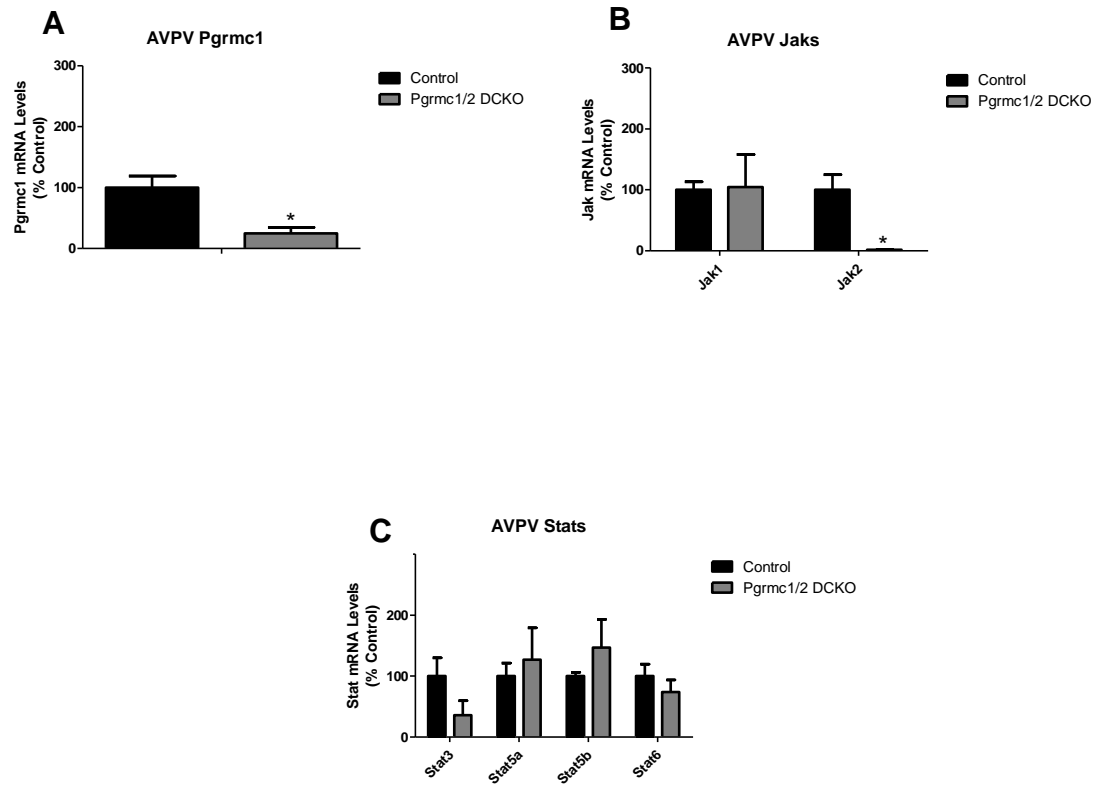 A
AVPV Pgrmc1
Pgrmc1 mRNA Levels
(% Control)
300
200
100
0
*
Control
Pgrmc1/2 DCKO
B
AVPV Jaks
Jak mRNA Levels
(% Control)
300
200
100
0
*
Jak1
Jak2
Control
Pgrmc1/2 DCKO
C
AVPV Stats
Stat mRNA Levels
(% Control)
200
100
0
Stat3
Stat5a
Stat5b
Stat6
Control
Pgrmc1/2 DCKO